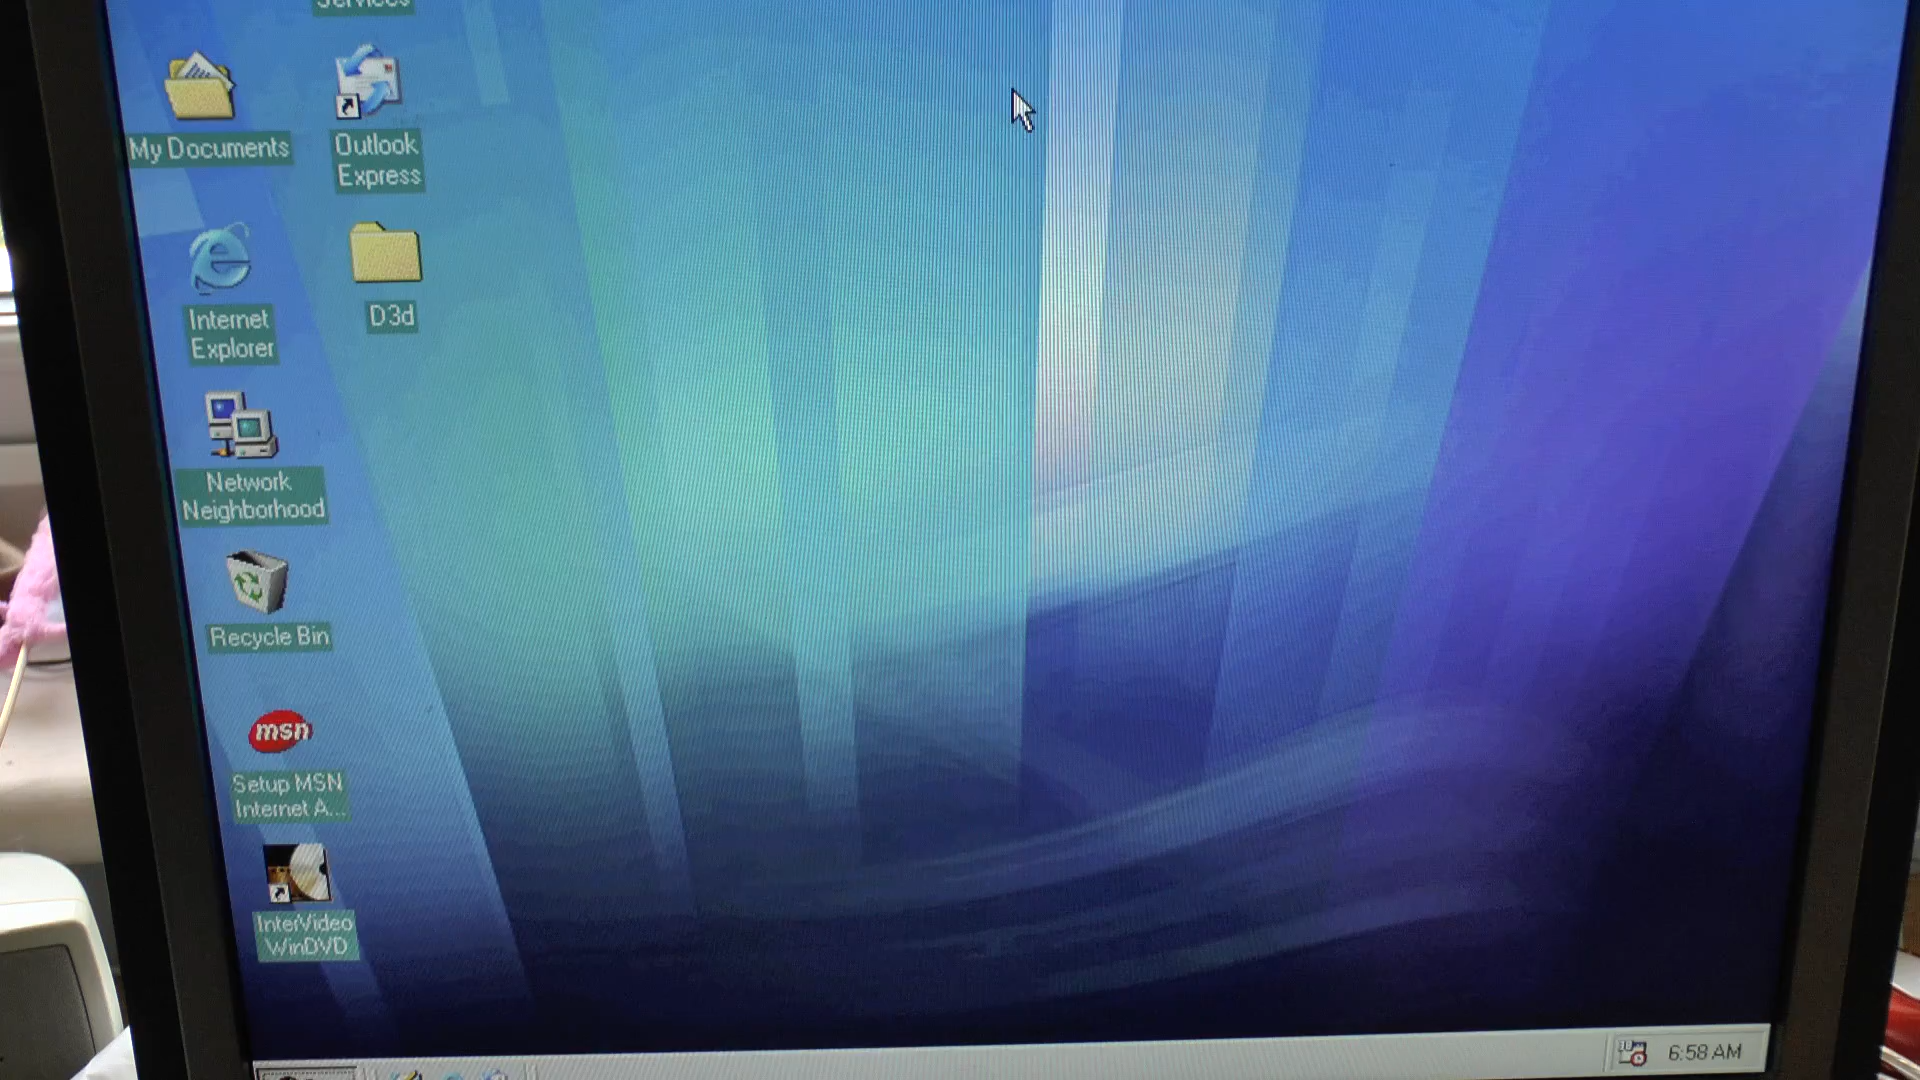 Services
My Documents
Outlook
Express
Internet
Explorer
D3d
Network
Neighborhood
Recycle Bin
msn
Setup MSN
Internet A...
InterVideo
WinDVD
6:58 AM